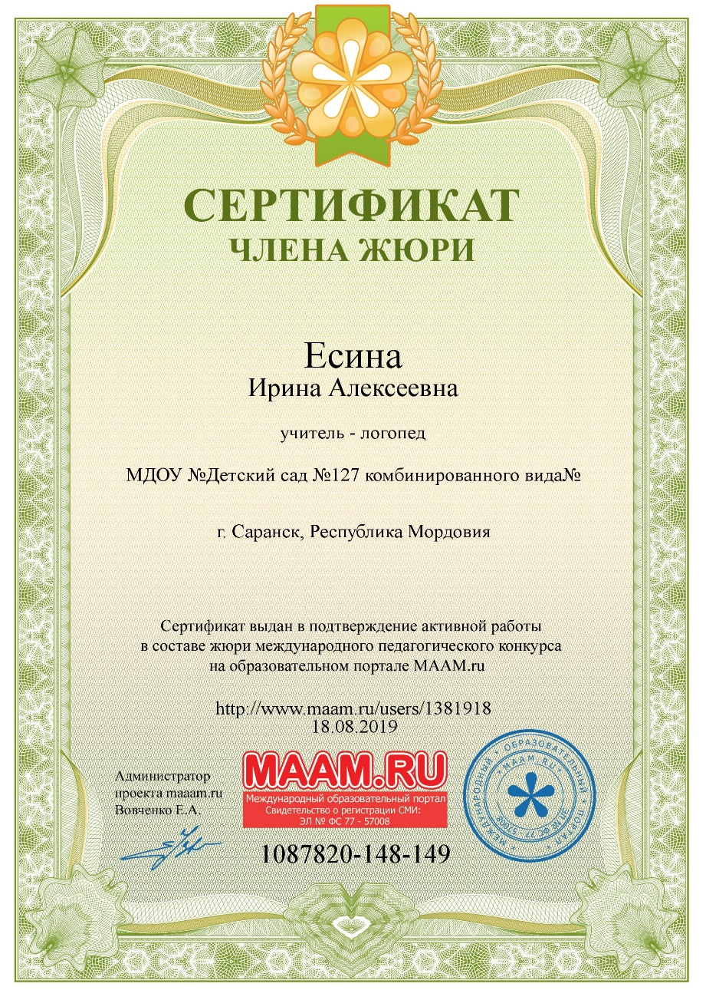 СЕРТИФИКАТ
ЧЛЕНА ЖЮРИ
Есина
Ирина Алексеевна
учитель - логопед
МДОУ №Детский сад №127 комбинированного вида№
г. Саранск, Республика Мордовия
Сертификат выдан в подтверждение активной работы
в составе жюри международного педагогического конкурса
на образовательном портале MAAM.ru
http://www.maam.ru/users/1381918
18.08.2019
Администратор
проекта maaam.ru
Вовченко Е.А.
MAAM.RU
Международный образовательный портал
Свидетельство о регистрации СМИ:
ЭЛ № ФС 77 - 57008
1087820-148-149
МЕЖДУНАРОДНЫЙ * ОБРАЗОВАТЕЛЬНЫЙ * ПОРТАЛ *
* MAAM.RU *
ЭЛ № ФС 77 - 57008